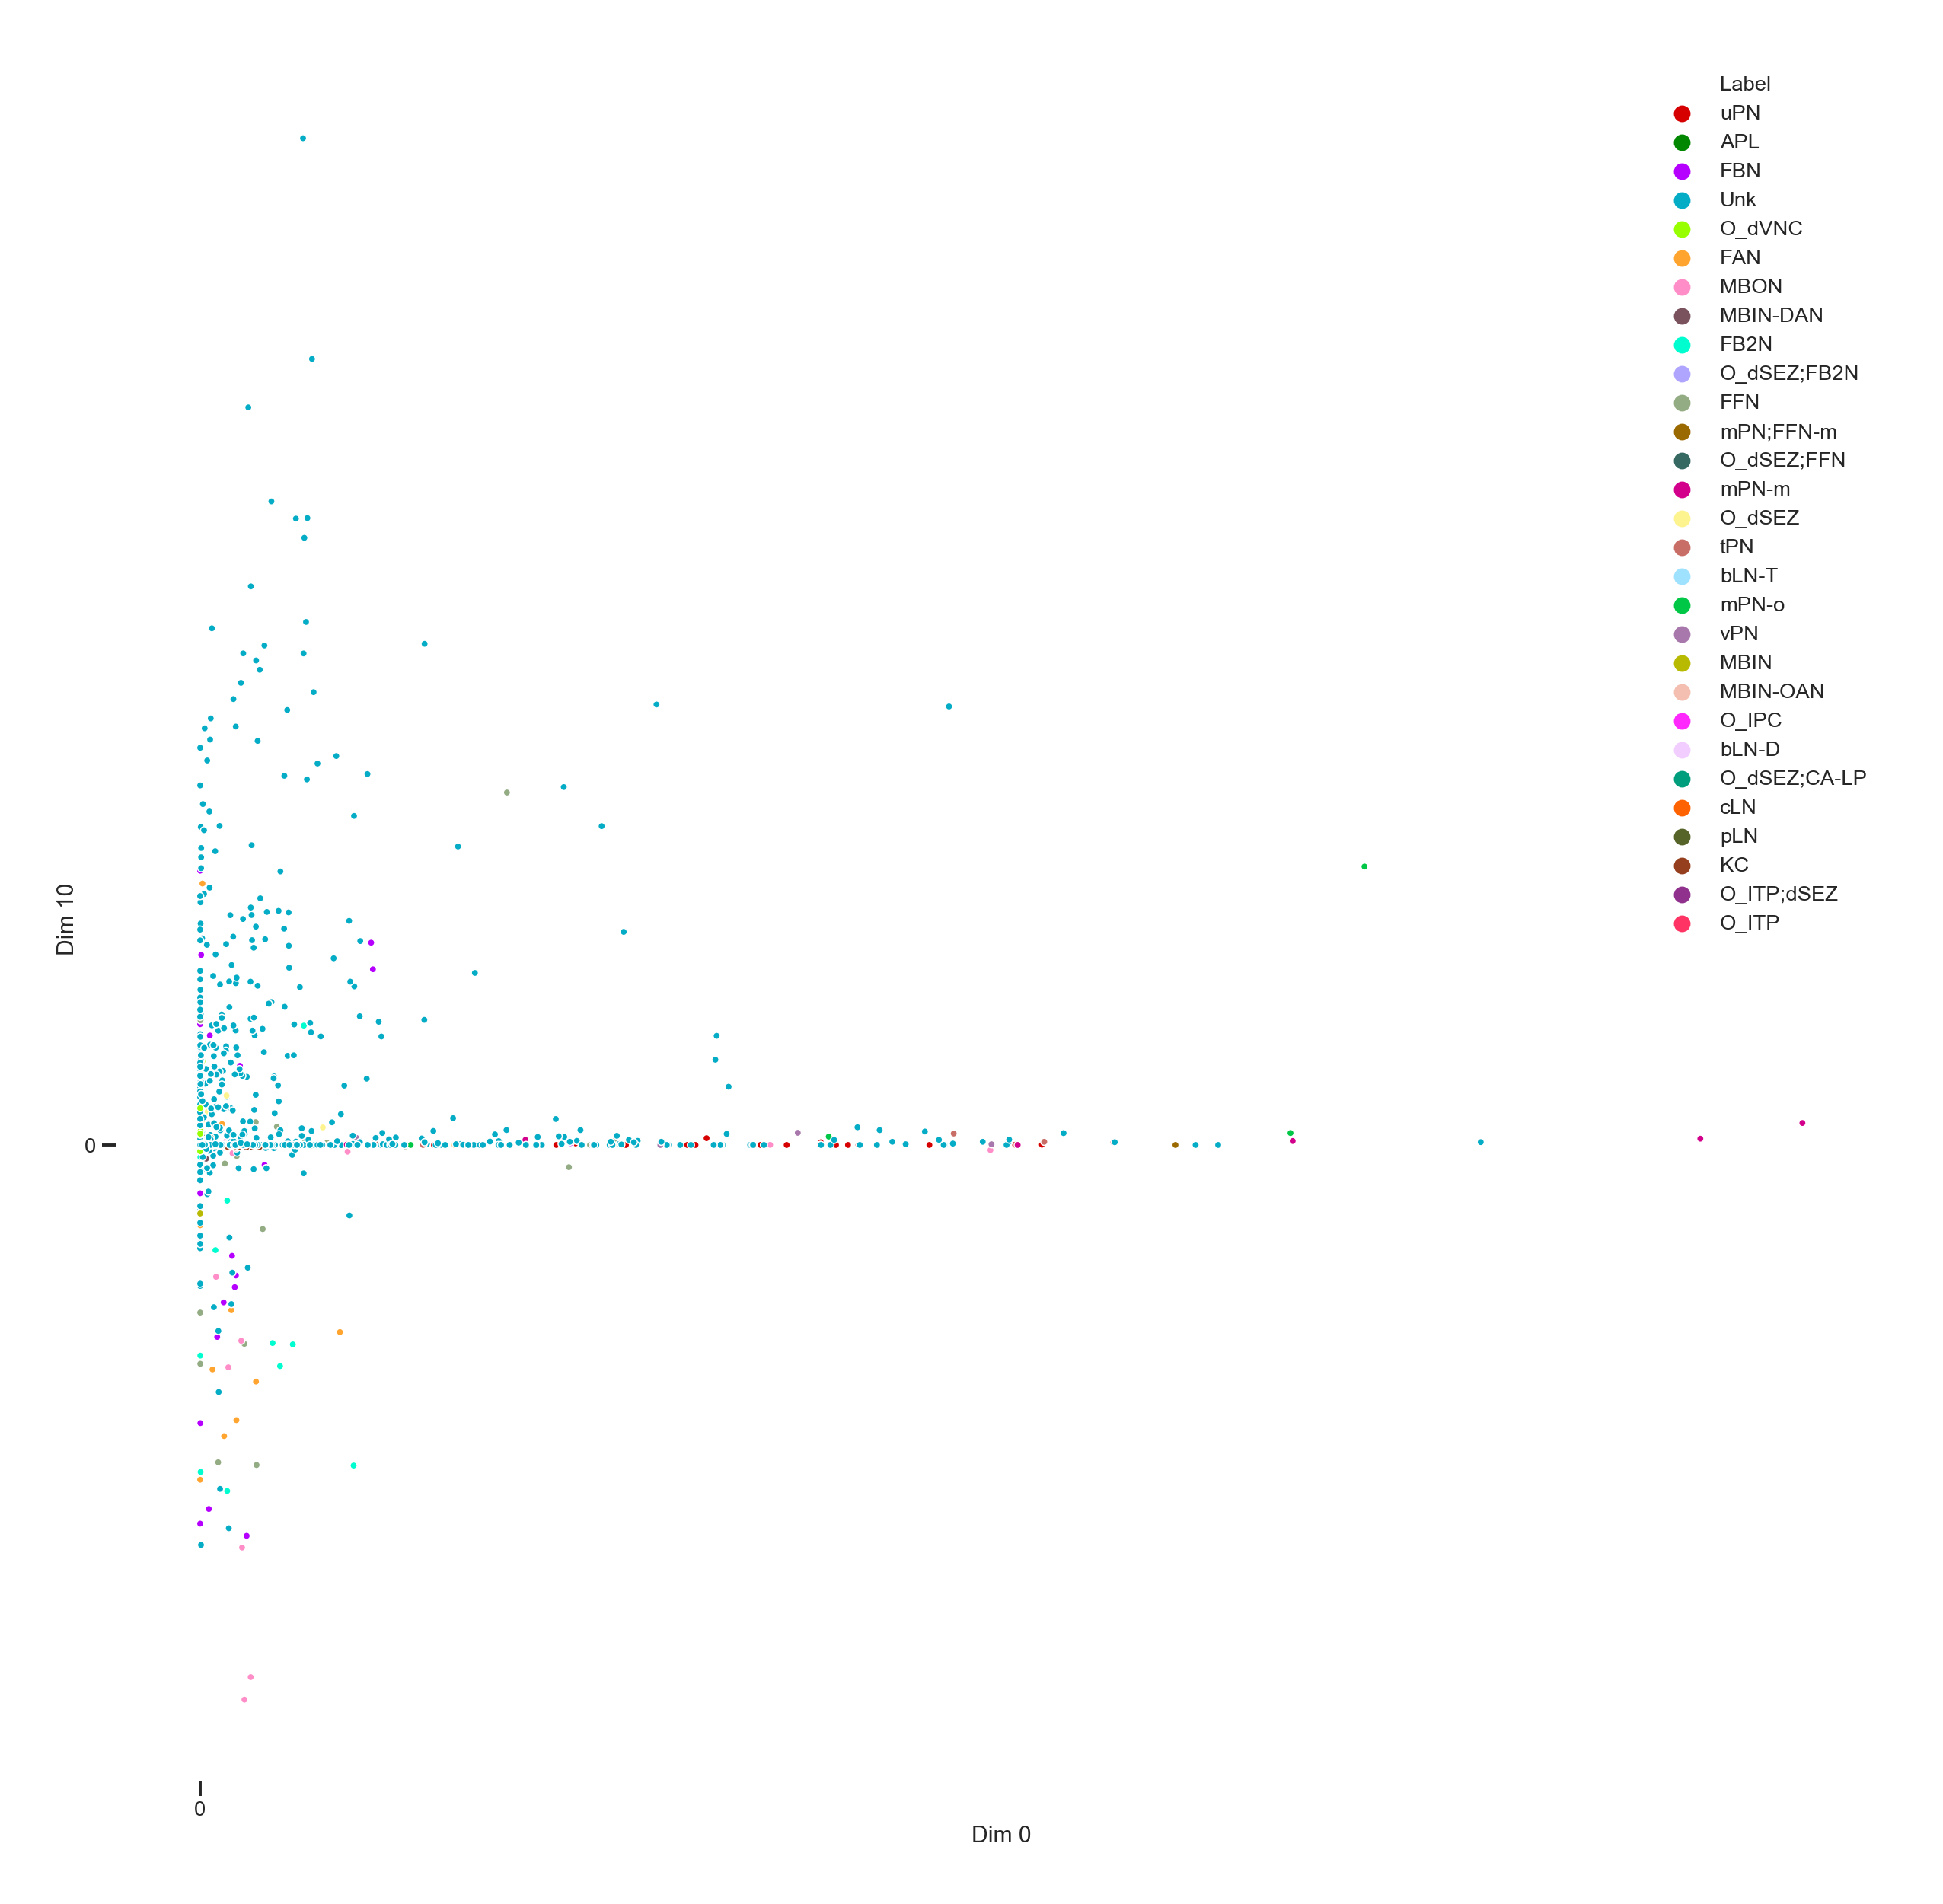 Label
uPN
APL
FBN
Unk
O_dVNC
FAN
MBON
MBIN-DAN
FB2N
O_dSEZ;FB2N
FFN
mPN;FFN-m
O_dSEZ;FFN
mPN-m
O_dSEZ
tPN
bLN-T
mPN-o
vPN
MBIN
MBIN-OAN
O_IPC
bLN-D
O_dSEZ;CA-LP
cLN
pLN
KC
O_ITP;dSEZ
O_ITP
Dim 10
0
0
Dim 0